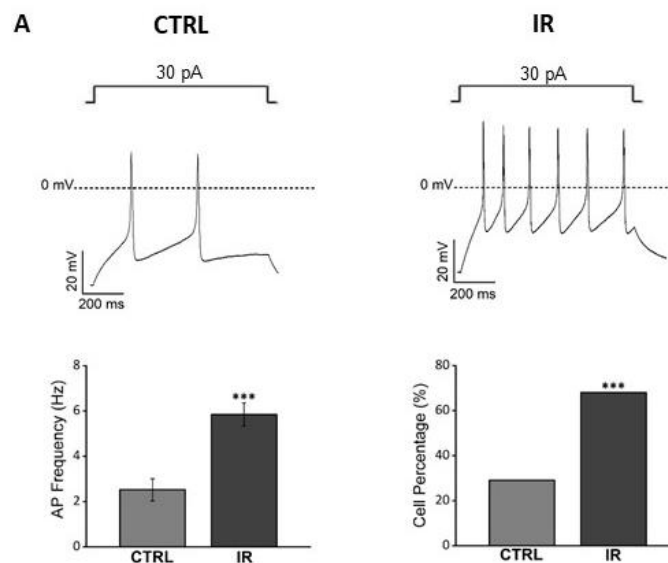 A
CTRL
IR
30 pA
30 pA
0 mV
0 mV
20 mV
200 ms
20 mV
200 ms
8
6
4
2
0
AP Frequency (Hz)
***
CTRL
IR
80
60
40
20
0
Cell Percentage (%)
***
CTRL
IR